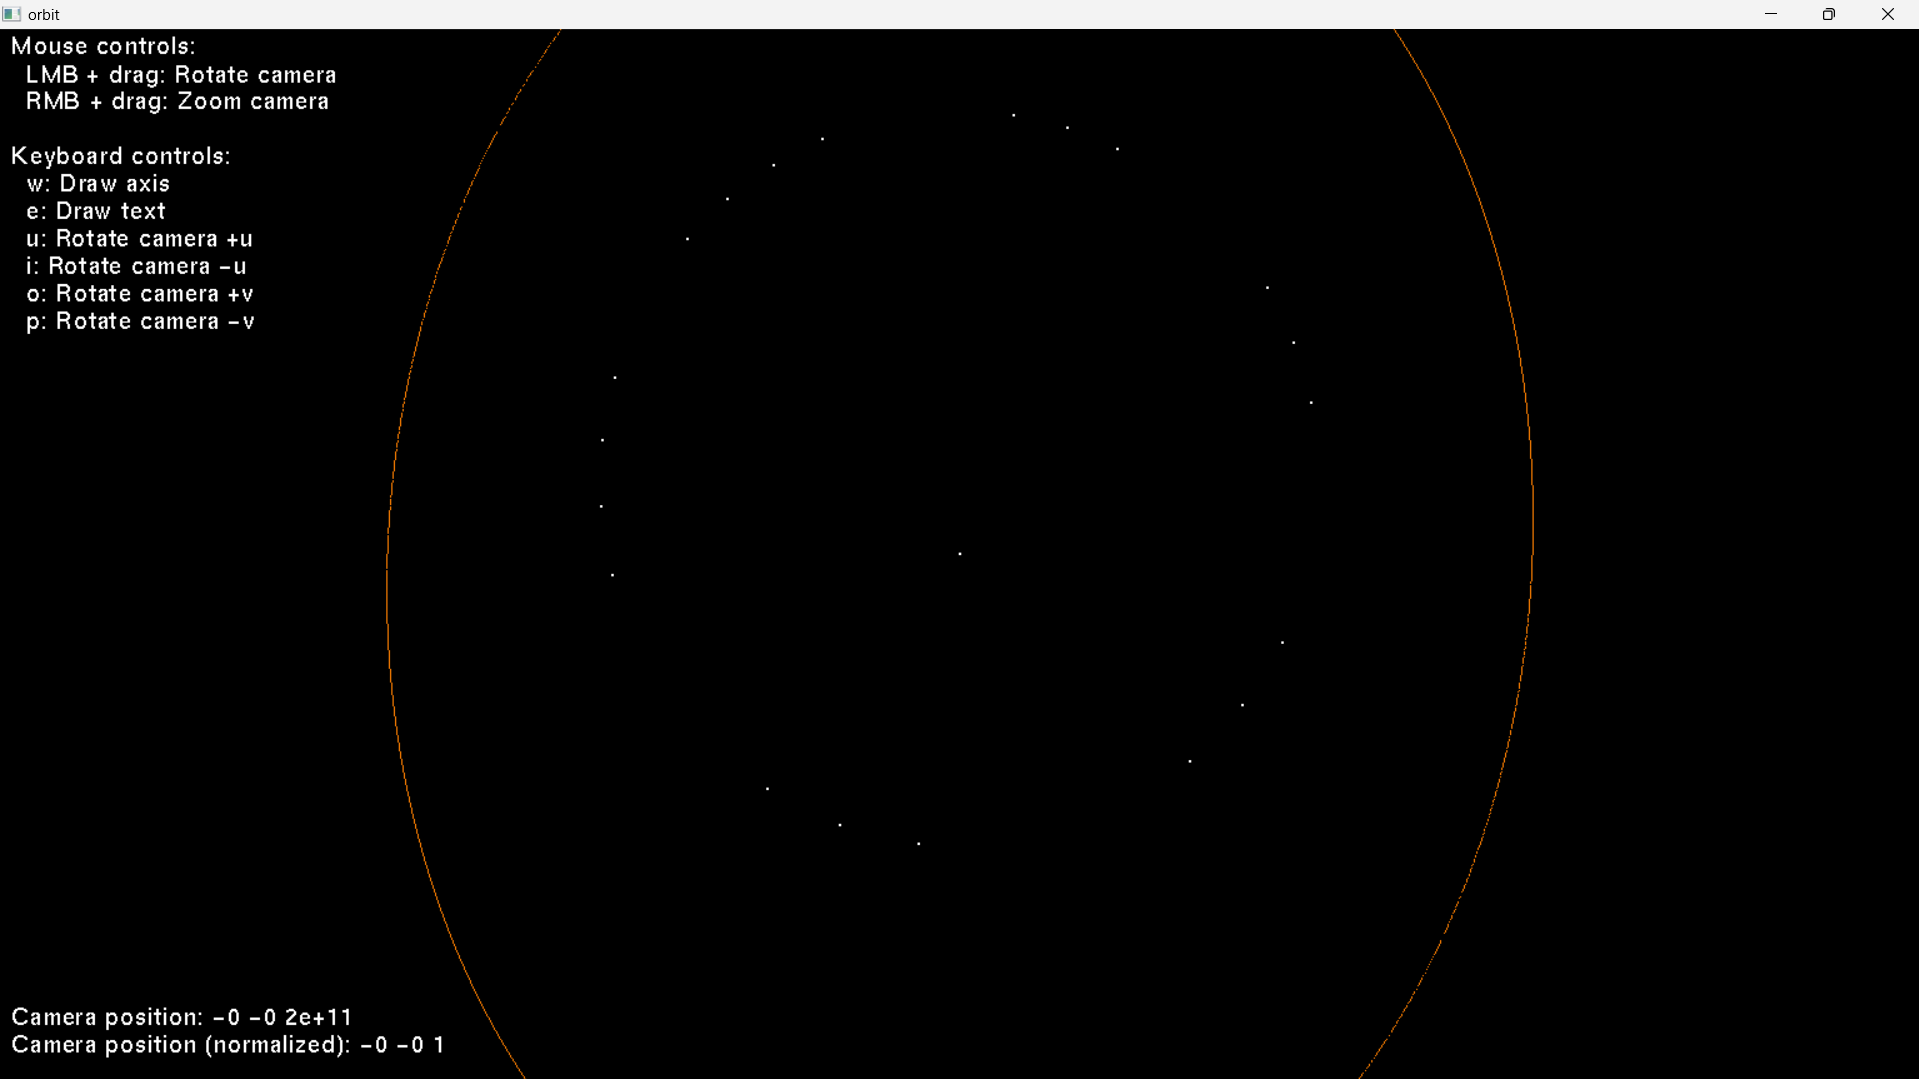 orbit
Mouse controls:
LMB + drag: Rotate camera
RMB + drag: Zoom camera
Keyboard controls:
w: Draw axis
e: Draw text
u: Rotate camera +u
i: Rotate camera -u
o: Rotate camera +v
p: Rotate camera -v
Camera position: -0 -0 2e+11
Camera position (normalized): -0 -0 1